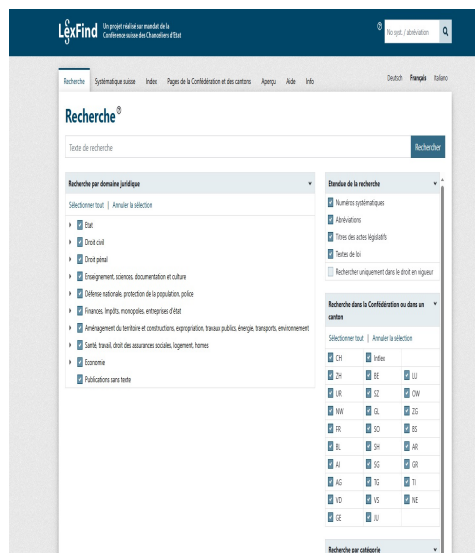 LexFind
Un projet réalisé sur mandat de la
Conférence suisse des Chanceliers d'Etat
?
No syst. / abréviation
Recherche Systématique suisse Index Pages de la Confédération et des cantons Aperçu Aide Info
Deutsch Français Italiano
Recherche ?
Texte de recherche
Rechercher
Recherche par domaine juridique
Sélectionner tout | Annuler la sélection
Etat
Droit civil
Droit pénal
Enseignement, sciences, documentation et culture
Défense nationale, protection de la population, police
Finances, Impôts, monopoles, entreprises d'état
Aménagement du territoire et constructions, expropriation, travaux publics, énergie, transports, environnement
Santé, travail, droit des assurances sociales, logement, homes
Economie
Publications sans texte
Etendue de la recherche
Numéros systématiques
Abréviations
Titres des actes législatifs
Textes de loi
Rechercher uniquement dans le droit en vigueur
Recherche dans la Confédération ou dans un
canton
Sélectionner tout | Annuler la sélection
CH Intlex
ZH BE LU
UR SZ OW
NW GL ZG
FR SO BS
BL SH AR
AI SG GR
AG TG TI
VD VS NE
GE JU
Recherche par catégorie